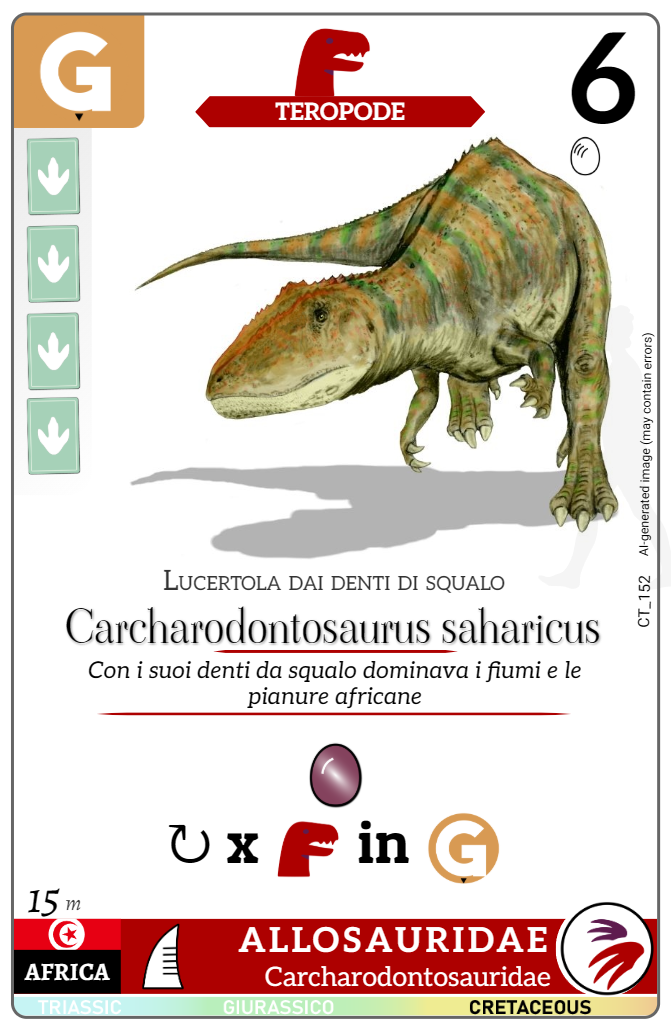 G
TEROPODE
6
AI-generated image (may contain errors)
CT_152
LUCERTOLA DAI DENTI DI SQUALO
Carcharodontosaurus saharicus
Con i suoi denti da squalo dominava i fiumi e le
pianure africane
x in G
15 m
AFRICA
ALLOSAURIDAE
Carcharodontosauridae
TRIASSIC GIURASSICO CRETACEOUS